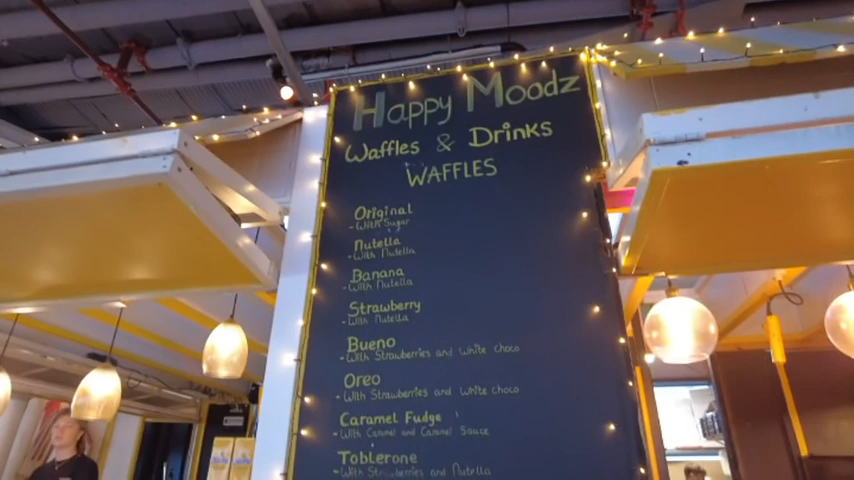 Happy Moodz
Waffles & Drinks
WAFFLES
Original
-With Sugar
Nutella
-With Nutella
Banana
-With Nutella
Strawberry
-With Nutella
Bueno
-With Strawberries and White Choco
Oreo
-With Strawberries and White Choco
Caramel Fudge
-With Caramel and Caramel Sauce
Toblerone
-With Strawberries and Nutella